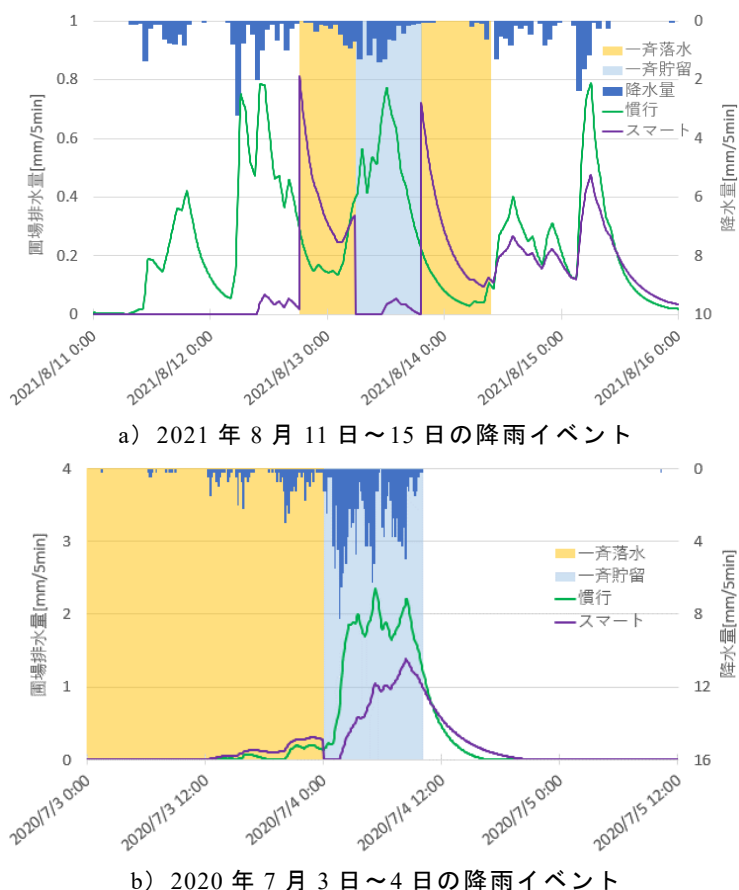 1
0.8
0.6
0.4
0.2
0
圃場排水量[mm/5min]
0
2
4
6
8
10
降水量[mm/5min]
一斉落水
一斉貯留
降水量
慣行
スマート
2021/8/11 0:00
2021/8/12 0:00
2021/8/13 0:00
2021/8/14 0:00
2021/8/15 0:00
2021/8/16 0:00
a）2021 年 8 月 11 日～15 日の降雨イベント
4
3
2
1
0
圃場排水量[mm/5min]
0
4
8
12
16
降水量[mm/5min]
一斉落水
一斉貯留
慣行
スマート
2020/7/3 0:00
2020/7/3 12:00
2020/7/4 0:00
2020/7/4 12:00
2020/7/5 0:00
2020/7/5 12:00
b）2020 年 7 月 3 日～4 日の降雨イベント